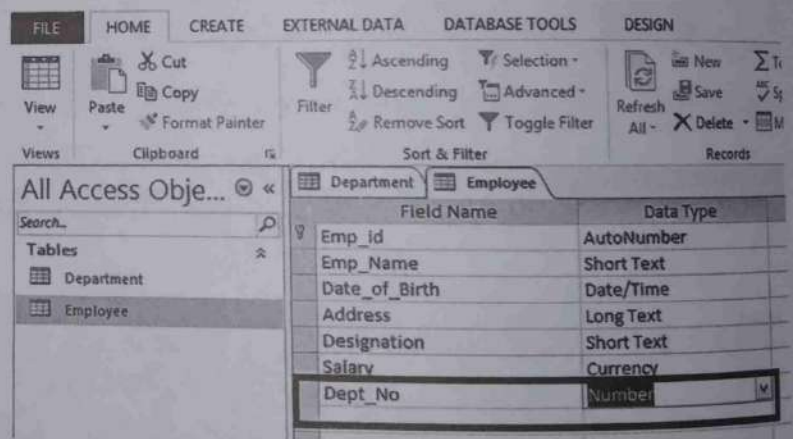 FILE HOME CREATE EXTERNAL DATA DATABASE TOOLS DESIGN
View
Views
Paste
Cut
Copy
Format Painter
Clipboard
Filter
Ascending
Descending
Remove Sort
Selection
Advanced
Toggle Filter
Sort & Filter
Refresh
All
New
Save
Delete
Records
All Access Obje...
Search...
Tables
Department
Employee
Department Employee
Field Name Data Type
Emp_id AutoNumber
Emp_Name Short Text
Date_of_Birth Date/Time
Address Long Text
Designation Short Text
Salary Currency
Dept_No Number